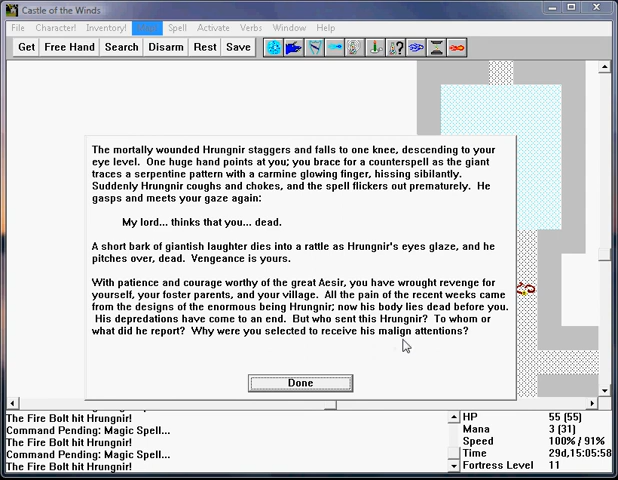 Castle of the Winds
File Character! Inventory! Map! Spell Activate Verbs Window Help
Get Free Hand Search Disarm Rest Save
The mortally wounded Hrungnir staggers and falls to one knee, descending to your
eye level. One huge hand points at you; you brace for a counterspell as the giant
traces a serpentine pattern with a carmine glowing finger, hissing sibilantly.
Suddenly Hrungnir coughs and chokes, and the spell flickers out prematurely. He
gasps and meets your gaze again:
My lord... thinks that you... dead.
A short bark of giantish laughter dies into a rattle as Hrungnir's eyes glaze, and he
pitches over, dead. Vengeance is yours.
With patience and courage worthy of the great Aesir, you have wrought revenge for
yourself, your foster parents, and your village. All the pain of the recent weeks came
from the designs of the enormous being Hrungnir; now his body lies dead before you.
His depredations have come to an end. But who sent this Hrungnir? To whom or
what did he report? Why were you selected to receive his malign attentions?
Done
The Fire Bolt hit Hrungnir!
Command Pending: Magic Spell...
The Fire Bolt hit Hrungnir!
Command Pending: Magic Spell...
The Fire Bolt hit Hrungnir!
HP 55 (55)
Mana 3 (31)
Speed 100% / 91%
Time 29d,15:05:58
Fortress Level 11